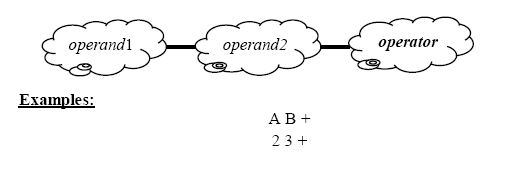 operand1 operand2 operator
Examples:
A B +
2 3 +